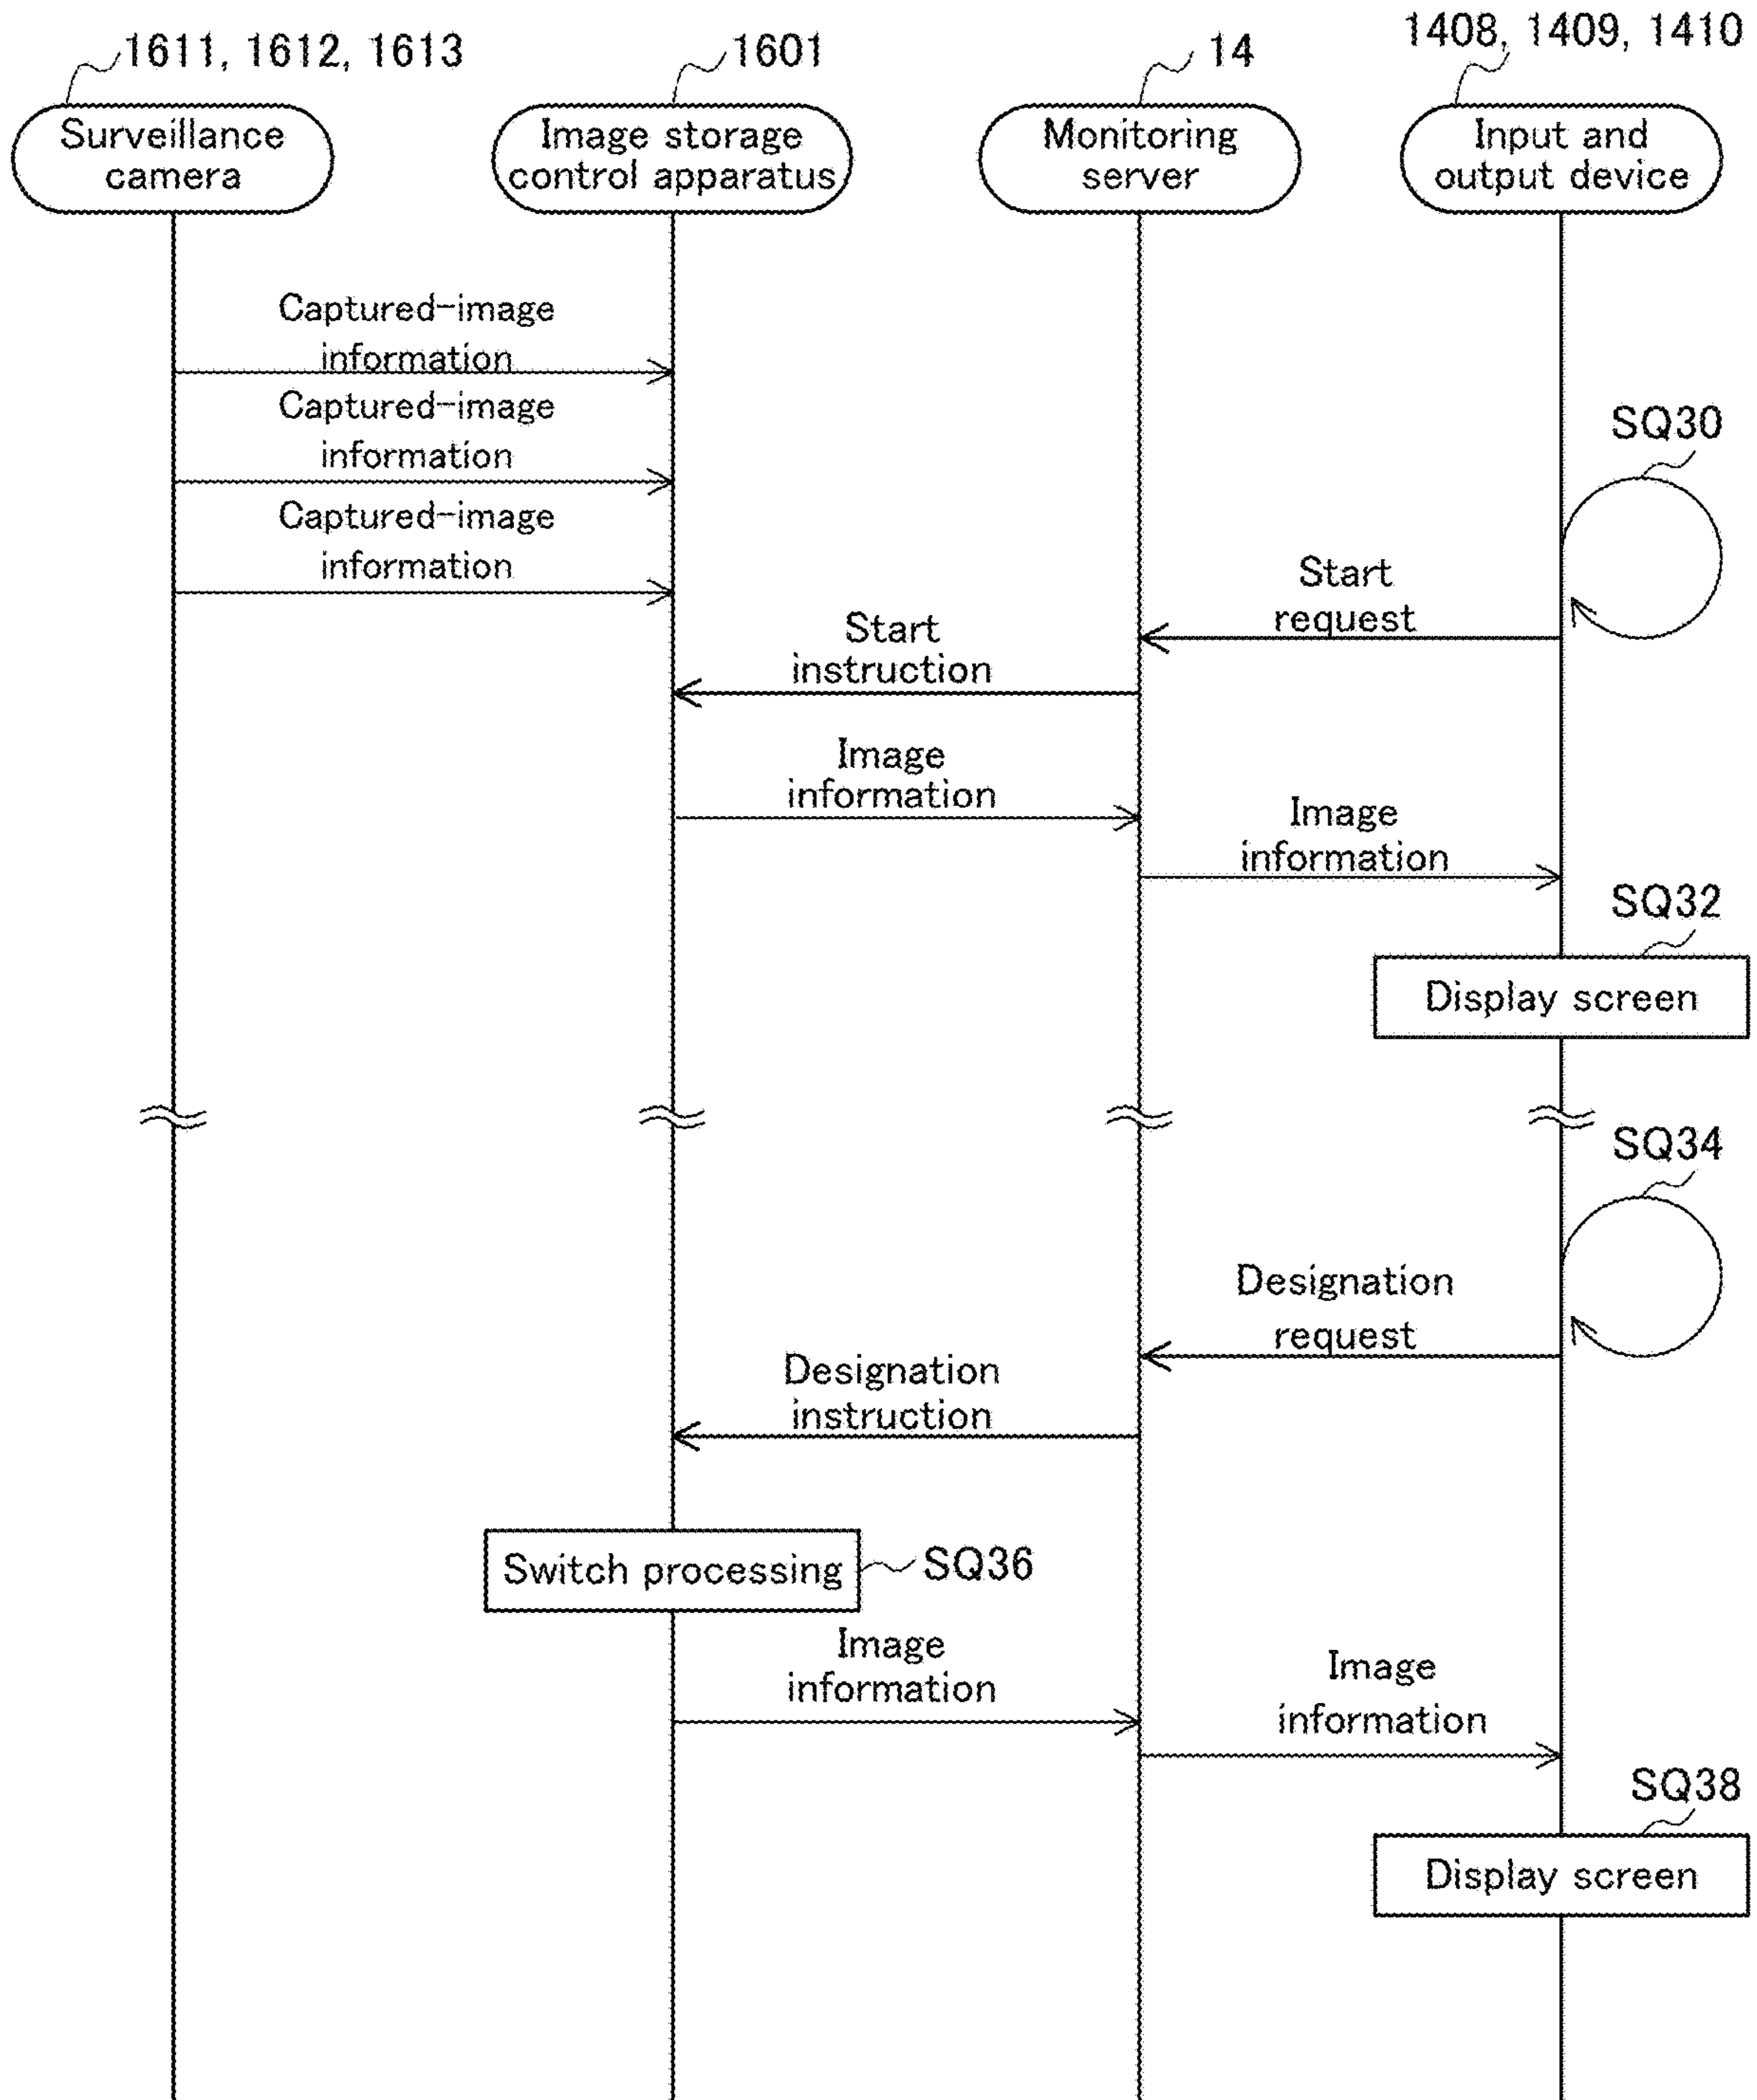 1611, 1612, 1613
1601
14
1408, 1409, 1410
Surveillance
camera
Image storage
control apparatus
Monitoring
server
Input and
output device
Captured-image
information
Captured-image
information
Captured-image
information
SQ30
Start
request
Start
instruction
Image
information
Image
information
SQ32
Display screen
SQ34
Designation
request
Designation
instruction
Switch processing
SQ36
Image
information
Image
information
SQ38
Display screen